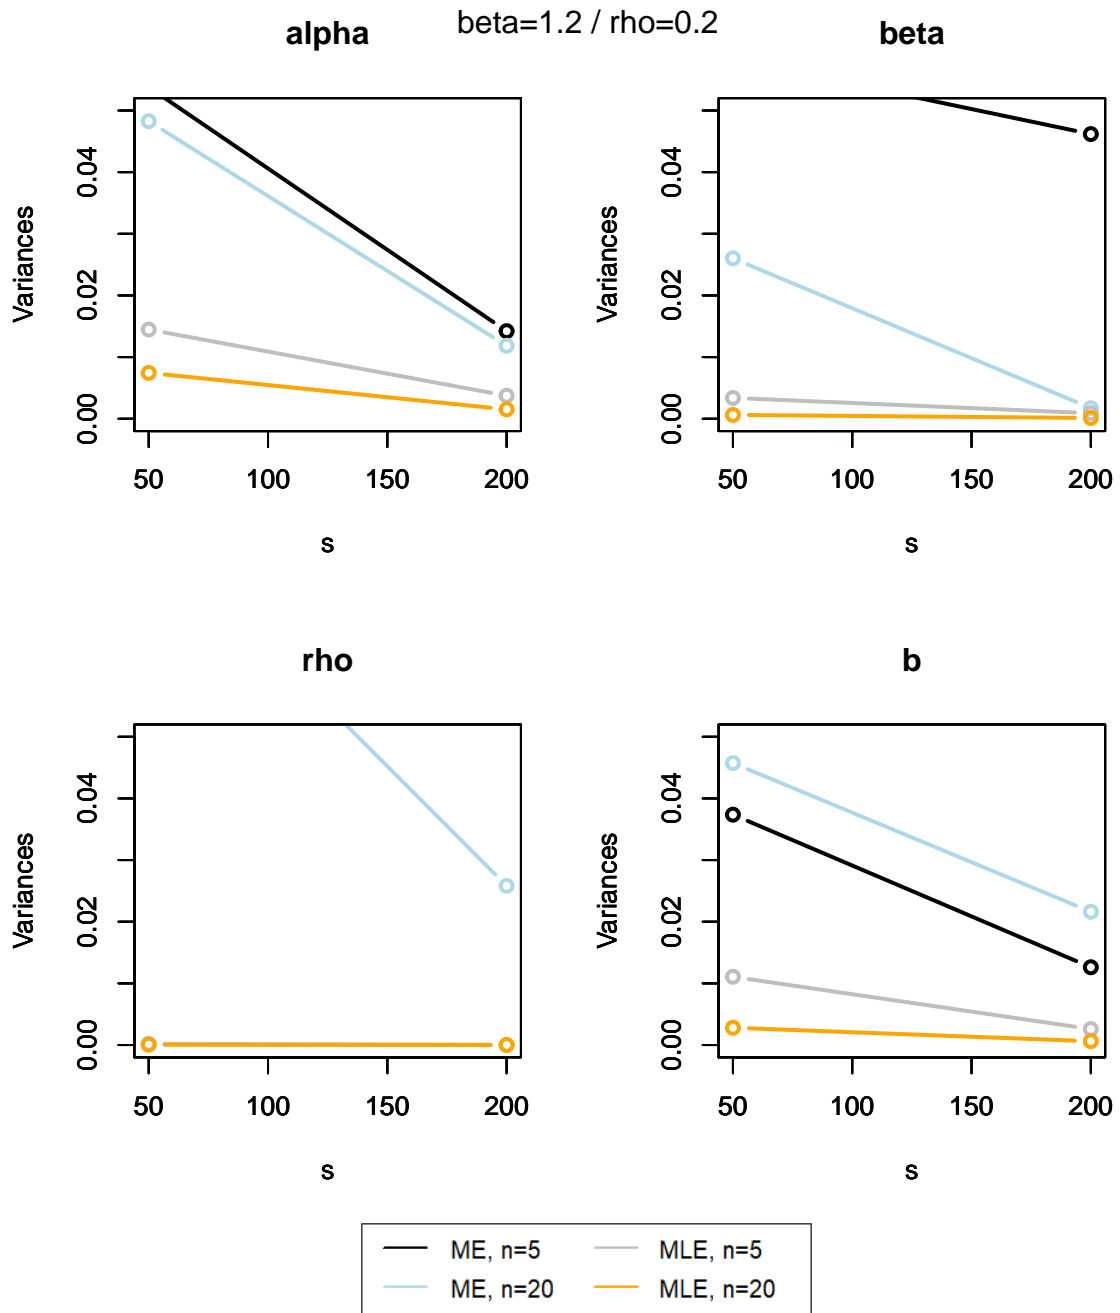 beta=1.2 / rho=0.2
alpha
Variances
0.00 0.02 0.04
50 100 150 200
s
beta
Variances
0.00 0.02 0.04
50 100 150 200
s
rho
Variances
0.00 0.02 0.04
50 100 150 200
s
b
Variances
0.00 0.02 0.04
50 100 150 200
s
ME, n=5 MLE, n=5
ME, n=20 MLE, n=20